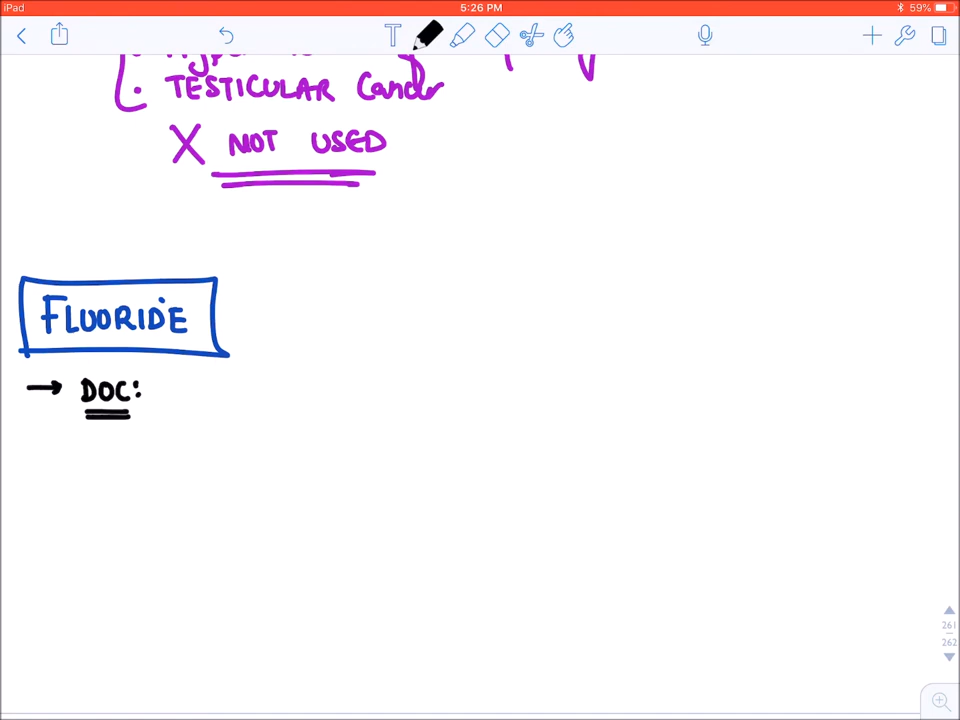 iPad 5:26 PM 59%
T
• TESTICULAR Cancer
X NOT USED
FLUORIDE
→ DOC:
261
262